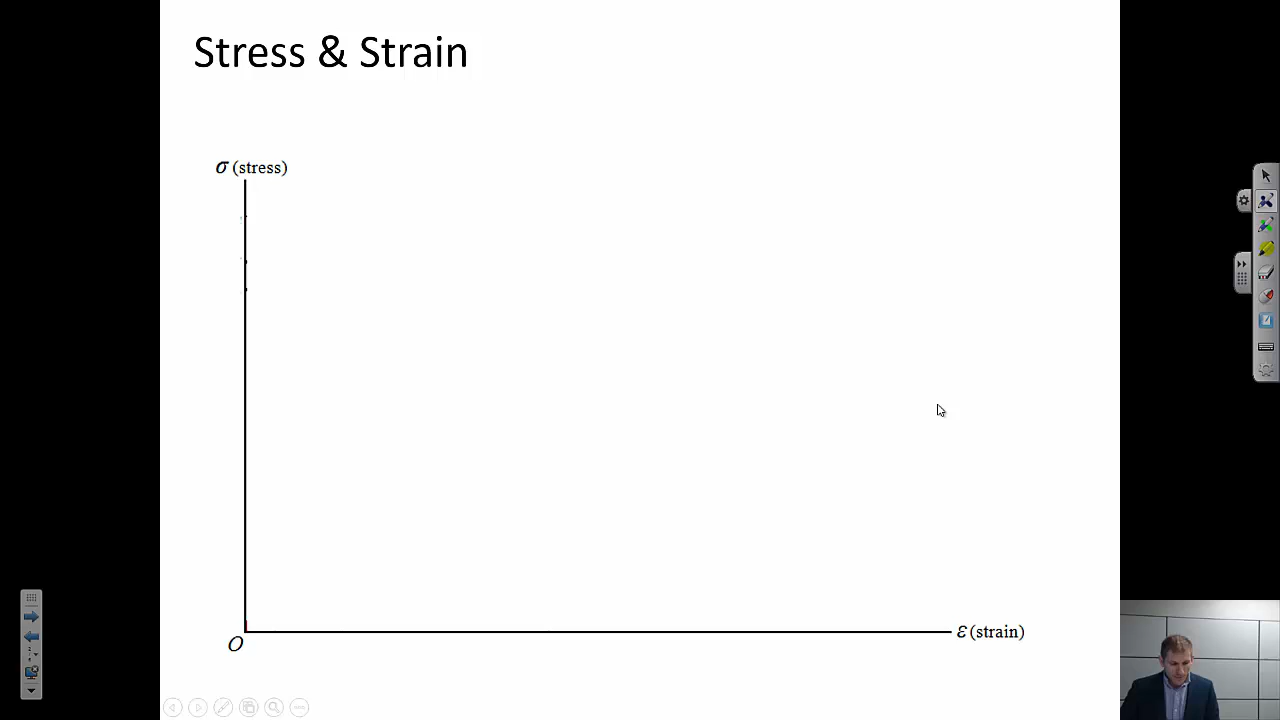 Stress & Strain
σ (stress)
O
ε (strain)